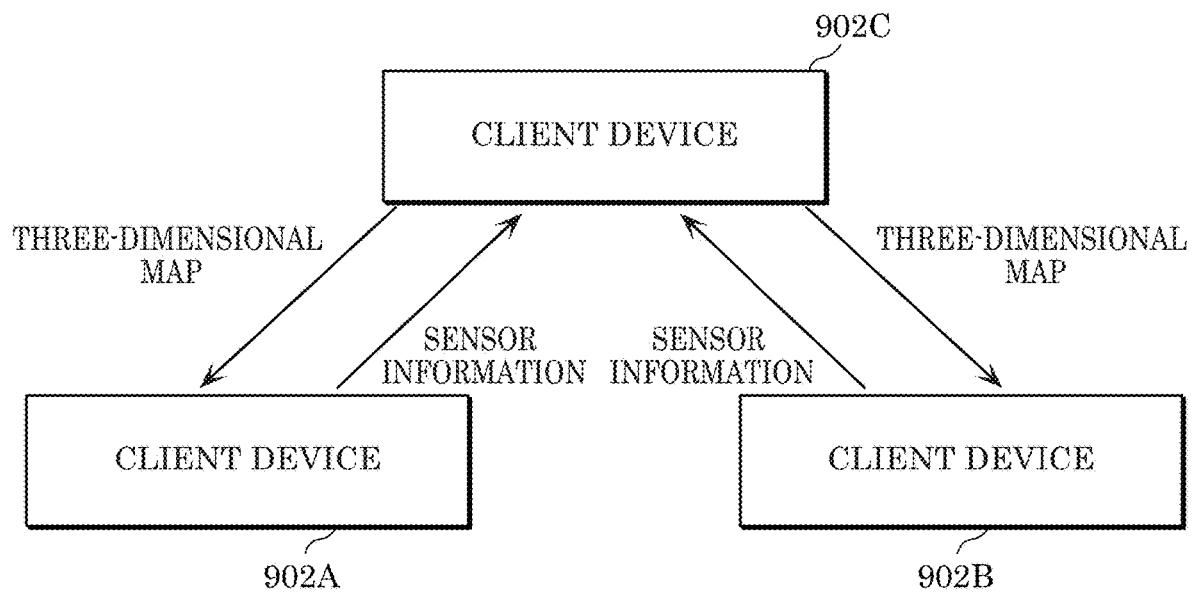 902C
CLIENT DEVICE
THREE-DIMENSIONAL
MAP
THREE-DIMENSIONAL
MAP
SENSOR
INFORMATION
SENSOR
INFORMATION
CLIENT DEVICE
CLIENT DEVICE
902A
902B